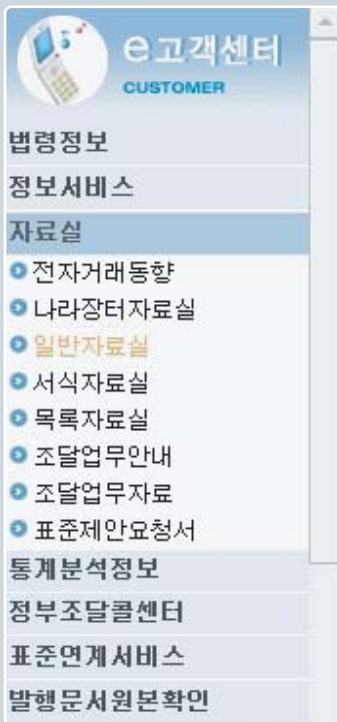 e고객센터
CUSTOMER
법령정보
정보서비스
자료실
전자거래동향
나라장터자료실
일반자료실
서식자료실
목록자료실
조달업무안내
조달업무자료
표준제안요청서
통계분석정보
정부조달콜센터
표준연계서비스
발행문서원본확인